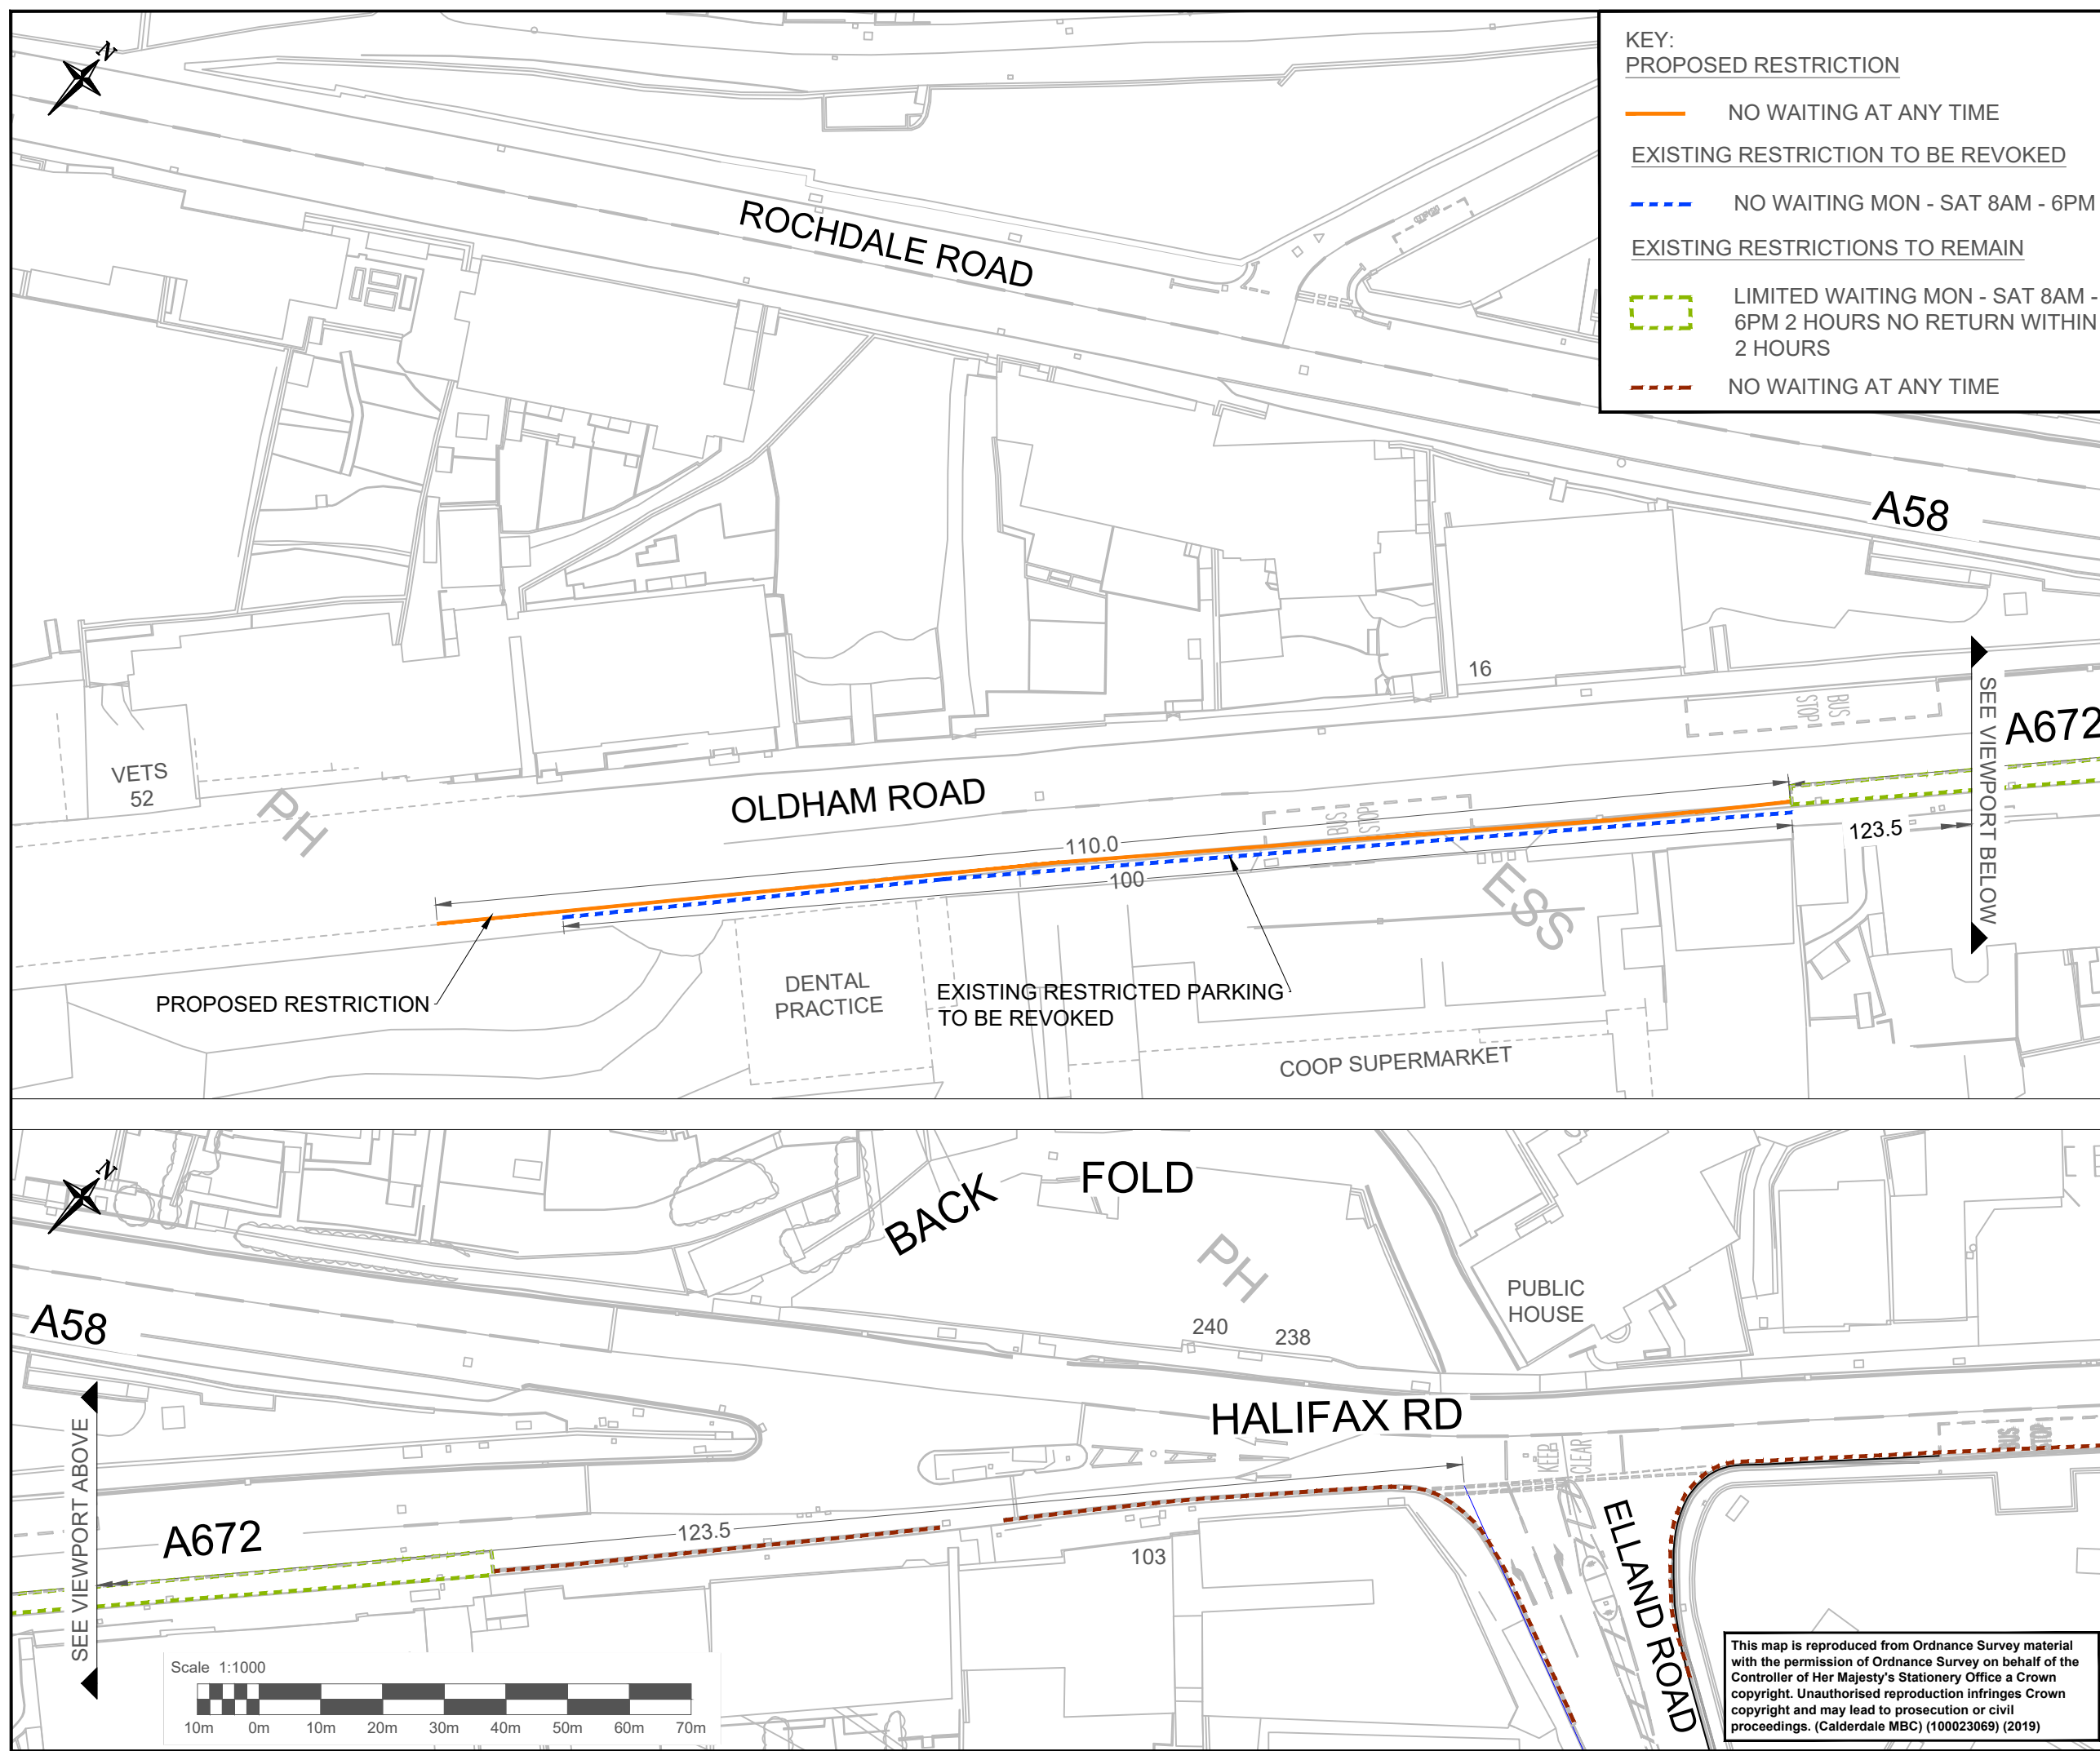 KEY:
PROPOSED RESTRICTION
NO WAITING AT ANY TIME
EXISTING RESTRICTION TO BE REVOKED
NO WAITING MON - SAT 8AM - 6PM
EXISTING RESTRICTIONS TO REMAIN
LIMITED WAITING MON - SAT 8AM -
6PM 2 HOURS NO RETURN WITHIN
2 HOURS
NO WAITING AT ANY TIME
N
ROCHDALE ROAD
A58
16
BUS
STOP
A672
SEE VIEWPORT BELOW
VETS
52
PH
OLDHAM ROAD
BUS
STOP
110.0
100
123.5
ESS
PROPOSED RESTRICTION
DENTAL
PRACTICE
EXISTING RESTRICTED PARKING
TO BE REVOKED
COOP SUPERMARKET
N
BACK
FOLD
PH
PUBLIC
HOUSE
A58
240
238
HALIFAX RD
KEEP
CLEAR
BUS
STOP
SEE VIEWPORT ABOVE
A672
123.5
103
ELLAND ROAD
Scale 1:1000
10m 0m 10m 20m 30m 40m 50m 60m 70m
This map is reproduced from Ordnance Survey material
with the permission of Ordnance Survey on behalf of the
Controller of Her Majesty's Stationery Office a Crown
copyright. Unauthorised reproduction infringes Crown
copyright and may lead to prosecution or civil
proceedings. (Calderdale MBC) (100023069) (2019)